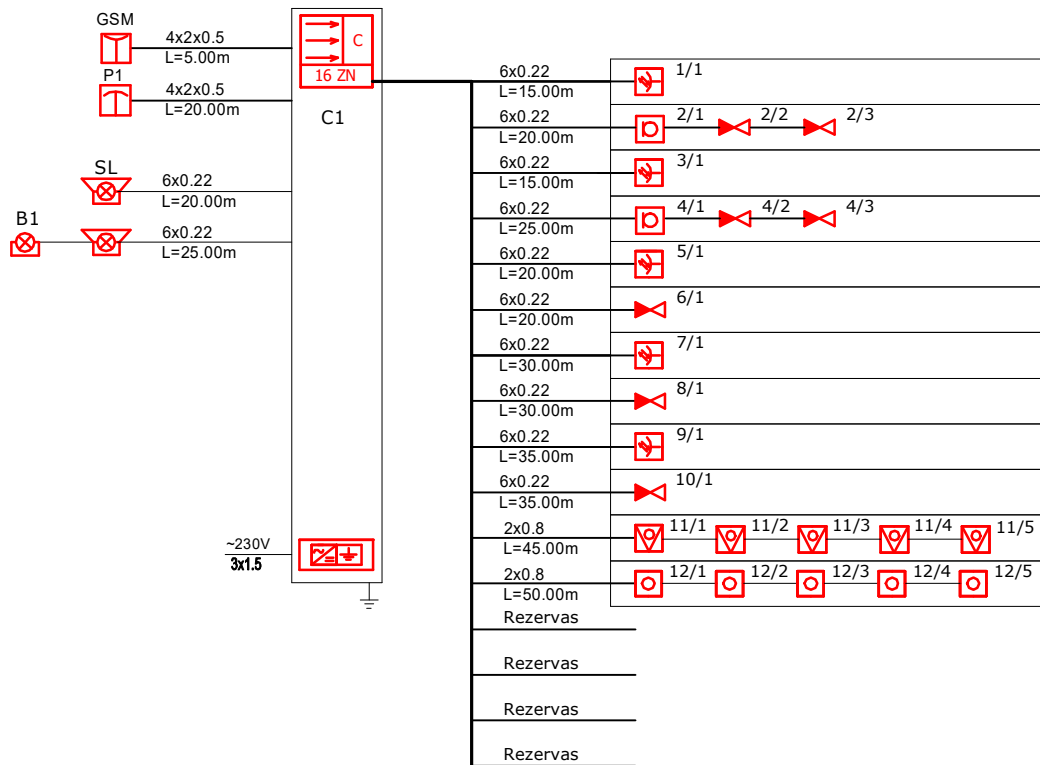 GSM
4x2x0.5
L=5.00m
P1
4x2x0.5
L=20.00m
C
16 ZN
C1
SL
6x0.22
L=20.00m
B1
6x0.22
L=25.00m
~230V
3x1.5
6x0.22
L=15.00m
1/1
6x0.22
L=20.00m
2/1 2/2 2/3
6x0.22
L=15.00m
3/1
6x0.22
L=25.00m
4/1 4/2 4/3
6x0.22
L=20.00m
5/1
6x0.22
L=20.00m
6/1
6x0.22
L=30.00m
7/1
6x0.22
L=30.00m
8/1
6x0.22
L=35.00m
9/1
6x0.22
L=35.00m
10/1
2x0.8
L=45.00m
11/1 11/2 11/3 11/4 11/5
2x0.8
L=50.00m
12/1 12/2 12/3 12/4 12/5
Rezervas
Rezervas
Rezervas
Rezervas